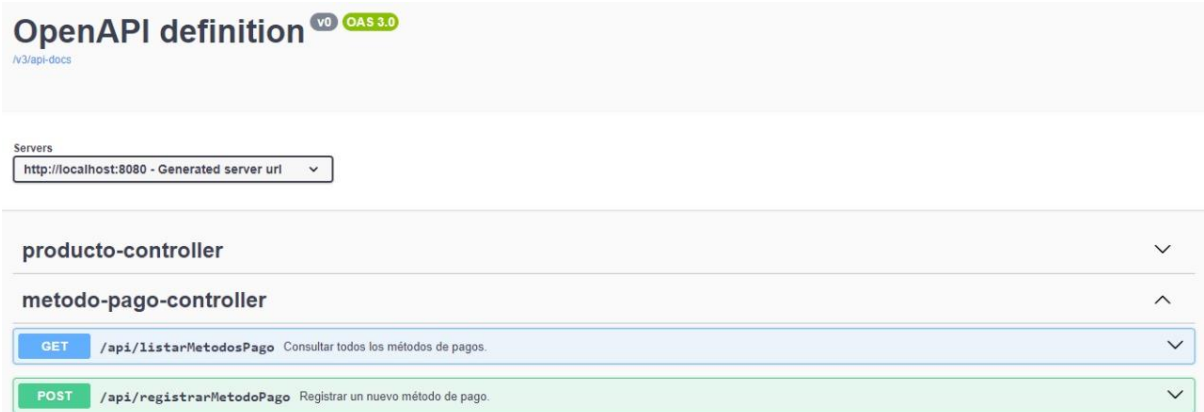 OpenAPI definition v0 OAS 3.0
/v3/api-docs
Servers
http://localhost:8080 - Generated server url
producto-controller
metodo-pago-controller
GET /api/listarMetodosPago Consultar todos los métodos de pagos.
POST /api/registrarMetodoPago Registrar un nuevo método de pago.